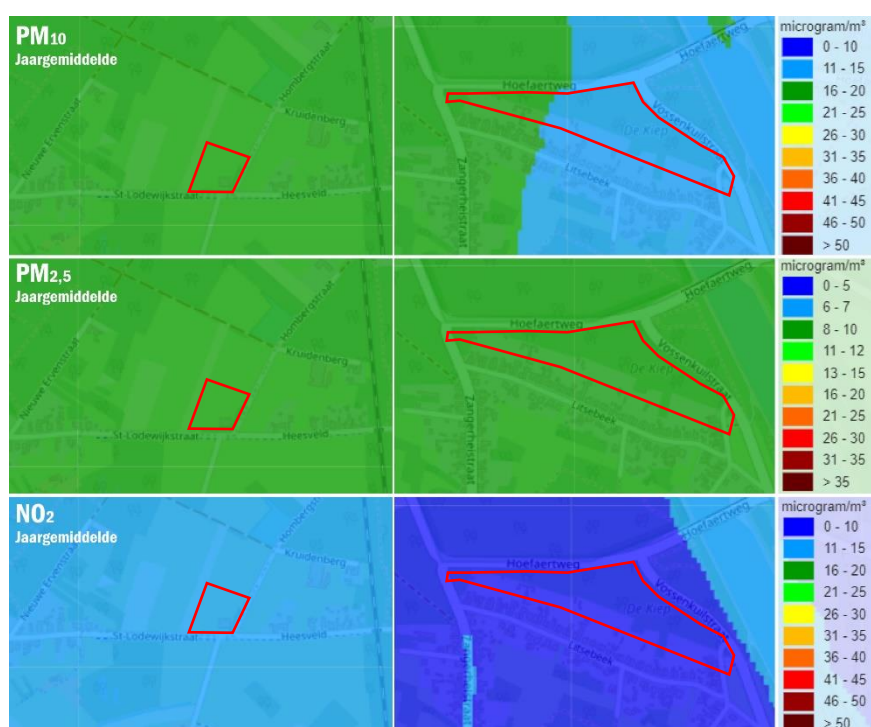 PM10
Jaargemiddelde
Nieuwe Ervenstraat
Hombergstraat
Kruidenberg
St-Lodewijkstraat
Heesveld
Hoefaertweg
Hoefaertweg
Vossenkuilstraat
De Kiep
Litsebeek
Zangerheistraat
microgram/m³
0 - 10
11 - 15
16 - 20
21 - 25
26 - 30
31 - 35
36 - 40
41 - 45
46 - 50
> 50
PM2,5
Jaargemiddelde
Nieuwe Ervenstraat
Hombergstraat
Kruidenberg
St-Lodewijkstraat
Heesveld
Hoefaertweg
Hoefaertweg
Vossenkuilstraat
De Kiep
Litsebeek
Zangerheistraat
microgram/m³
0 - 5
6 - 7
8 - 10
11 - 12
13 - 15
16 - 20
21 - 25
26 - 30
31 - 35
> 35
NO2
Jaargemiddelde
Nieuwe Ervenstraat
Hombergstraat
Kruidenberg
St-Lodewijkstraat
Heesveld
Hoefaertweg
Hoefaertweg
Vossenkuilstraat
De Kiep
Litsebeek
Zangerheistraat
microgram/m³
0 - 10
11 - 15
16 - 20
21 - 25
26 - 30
31 - 35
36 - 40
41 - 45
46 - 50
> 50